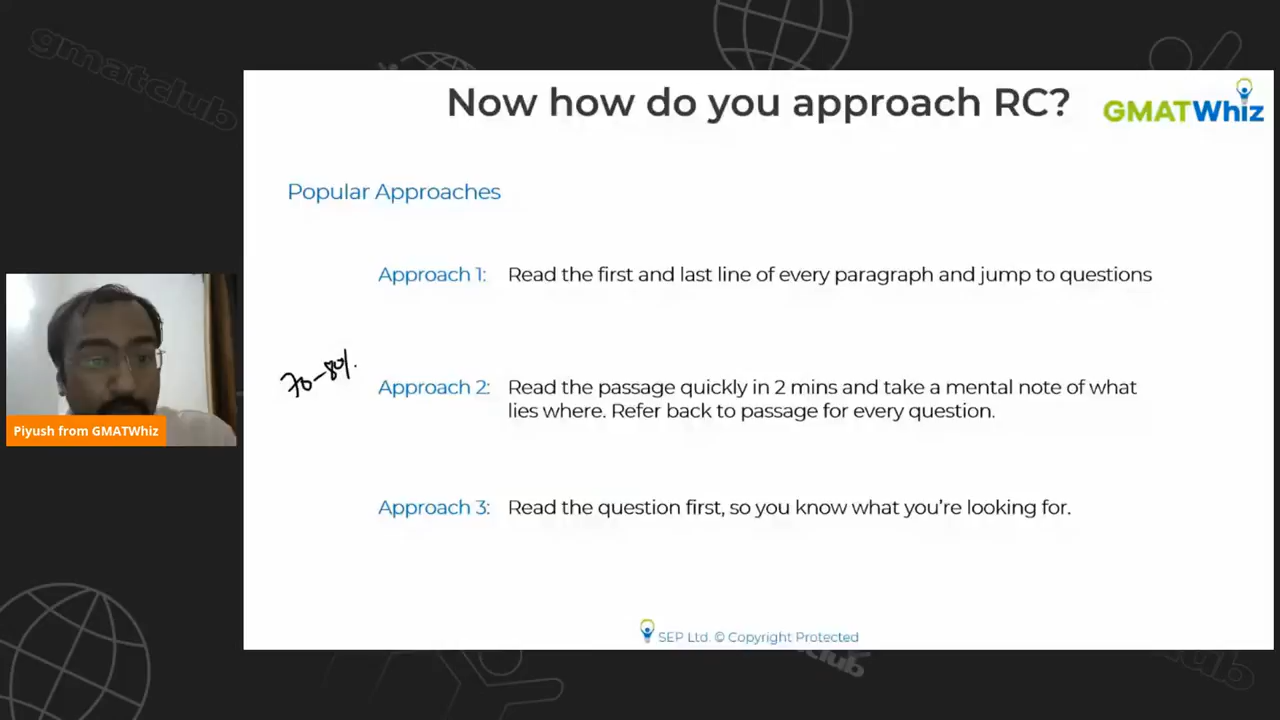 gmatclub
Now how do you approach RC?
GMATWhiz
Popular Approaches
Approach 1: Read the first and last line of every paragraph and jump to questions
70-80%
Approach 2: Read the passage quickly in 2 mins and take a mental note of what
lies where. Refer back to passage for every question.
Piyush from GMATWhiz
Approach 3: Read the question first, so you know what you're looking for.
SEP Ltd. © Copyright Protected
club
club